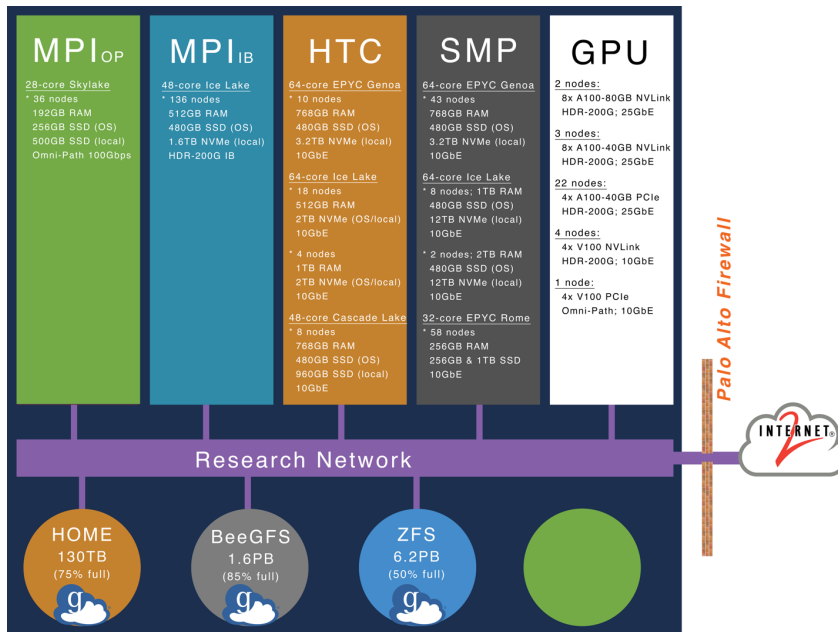 MPIOP
28-core Skylake
* 36 nodes
192GB RAM
256GB SSD (OS)
500GB SSD (local)
Omni-Path 100Gbps
MPIIB
48-core Ice Lake
* 136 nodes
512GB RAM
480GB SSD (OS)
1.6TB NVMe (local)
HDR-200G IB
HTC
64-core EPYC Genoa
* 10 nodes
768GB RAM
480GB SSD (OS)
3.2TB NVMe (local)
10GbE
64-core Ice Lake
* 18 nodes
512GB RAM
2TB NVMe (OS/local)
10GbE
* 4 nodes
1TB RAM
2TB NVMe (OS/local)
10GbE
48-core Cascade Lake
* 8 nodes
768GB RAM
480GB SSD (OS)
960GB SSD (local)
10GbE
SMP
64-core EPYC Genoa
* 43 nodes
768GB RAM
480GB SSD (OS)
3.2TB NVMe (local)
10GbE
64-core Ice Lake
* 8 nodes; 1TB RAM
480GB SSD (OS)
12TB NVMe (local)
10GbE
* 2 nodes; 2TB RAM
480GB SSD (OS)
12TB NVMe (local)
10GbE
32-core EPYC Rome
* 58 nodes
256GB RAM
256GB & 1TB SSD
10GbE
GPU
2 nodes:
8x A100-80GB NVLink
HDR-200G; 25GbE
3 nodes:
8x A100-40GB NVLink
HDR-200G; 25GbE
22 nodes:
4x A100-40GB PCIe
HDR-200G; 25GbE
4 nodes:
4x V100 NVLink
HDR-200G; 10GbE
1 node:
4x V100 PCIe
Omni-Path; 10GbE
Palo Alto Firewall
INTERNET®
2
Research Network
HOME
130TB
(75% full)
g
BeeGFS
1.6PB
(85% full)
g
ZFS
6.2PB
(50% full)
g